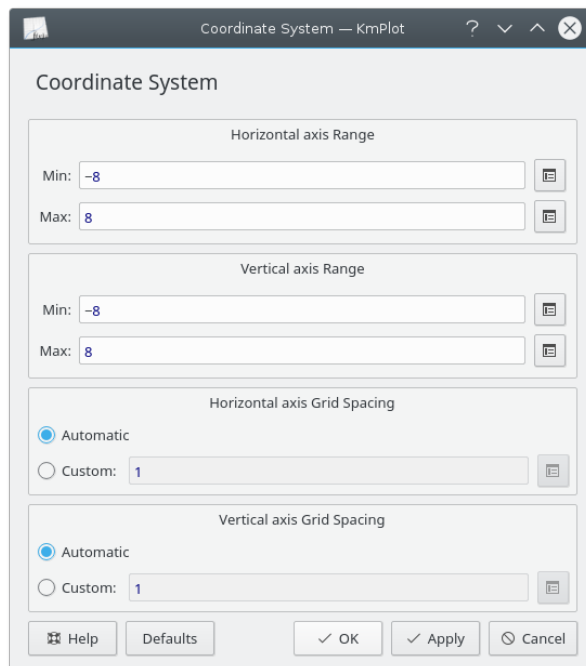 Coordinate System — KmPlot
Coordinate System
Horizontal axis Range
Min: −8
Max: 8
Vertical axis Range
Min: −8
Max: 8
Horizontal axis Grid Spacing
Automatic
Custom: 1
Vertical axis Grid Spacing
Automatic
Custom: 1
Help Defaults OK Apply Cancel